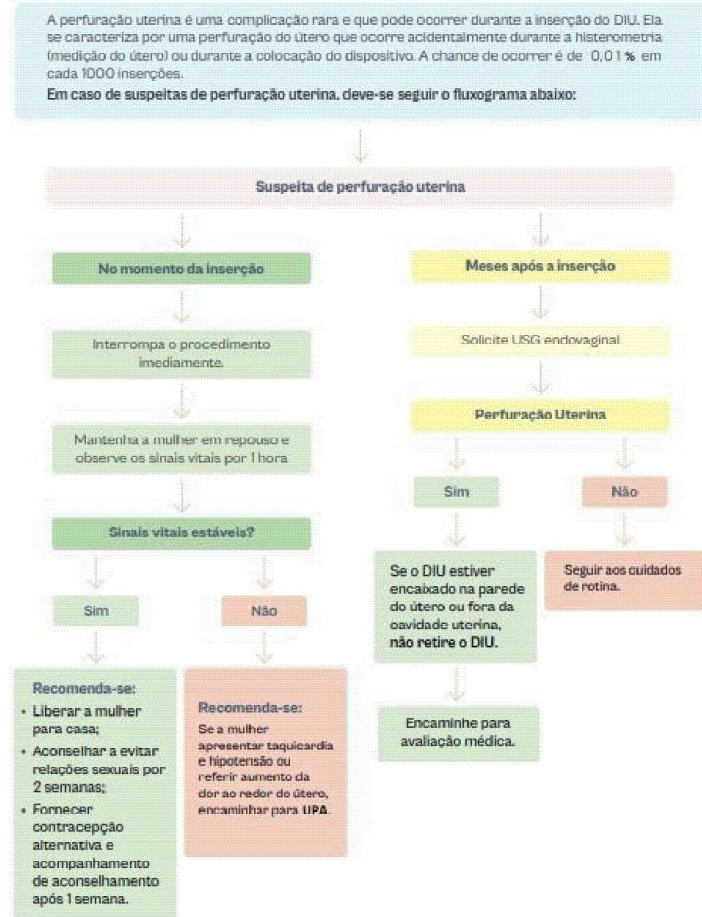 A perfuração uterina é uma complicação rara e que pode ocorrer durante a inserção do DIU. Ela
se caracteriza por uma perfuração do útero que ocorre acidentalmente durante a histerometria
(medição do útero) ou durante a colocação do dispositivo. A chance de ocorrer é de 0,01% em
cada 1000 inserções.
Em caso de suspeitas de perfuração uterina, deve-se seguir o fluxograma abaixo:
Suspeita de perfuração uterina
No momento da inserção
Interrompa o procedimento
imediatamente.
Mantenha a mulher em repouso e
observe os sinais vitais por 1 hora
Sinais vitais estáveis?
Sim
Não
Recomenda-se:
• Liberar a mulher
para casa;
• Aconselhar a evitar
relações sexuais por
2 semanas;
• Fornecer
contracepção
alternativa e
acompanhamento
de aconselhamento
após 1 semana.
Recomenda-se:
Se a mulher
apresentar taquicardia
e hipotensão ou
referir aumento da
dor ao redor do útero,
encaminhar para UPA.
Meses após a inserção
Solicite USG endovaginal
Perfuração Uterina
Sim
Não
Se o DIU estiver
encaixado na parede
do útero ou fora da
cavidade uterina,
não retire o DIU.
Encaminhe para
avaliação médica.
Seguir aos cuidados
de rotina.